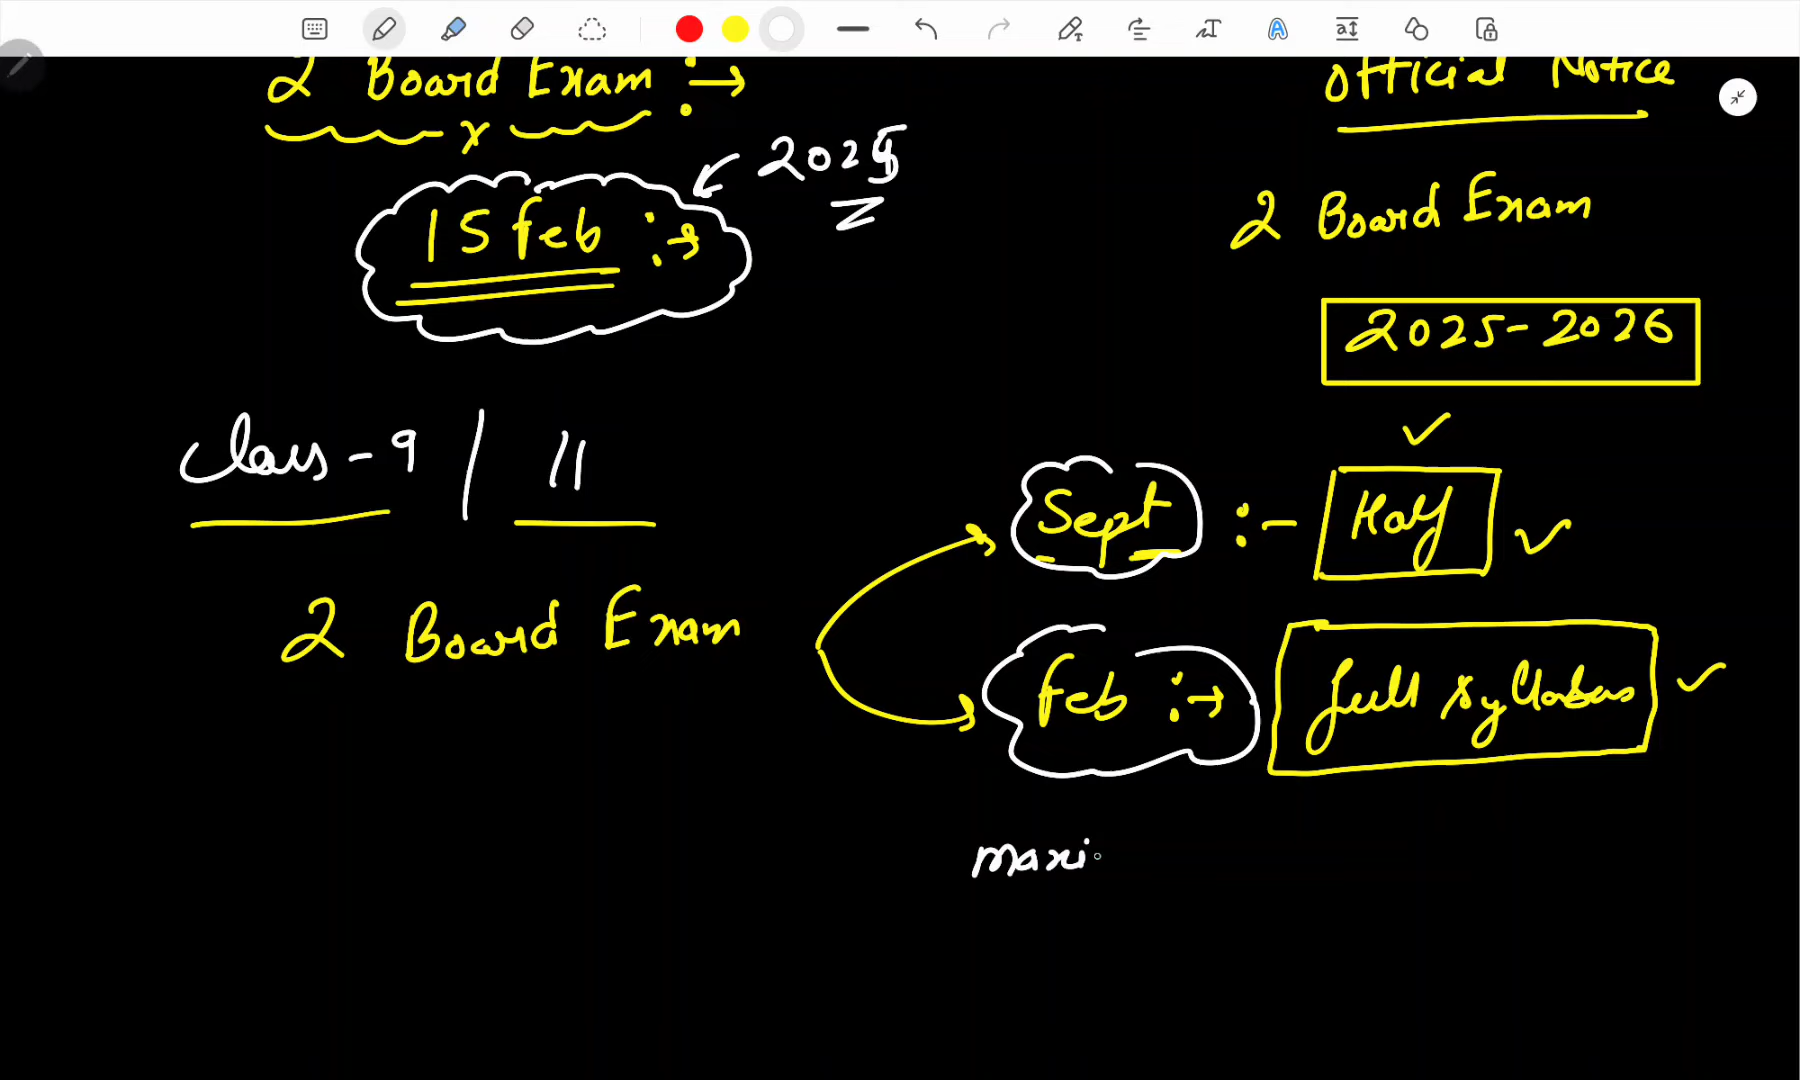 2 Board Exam :→
x
2025
15 feb :→
Class - 9 / 11
2 Board Exam
Official Notice
2 Board Exam
2025 - 2026
Sept :- Half
feb :→ full syllabus
maxi